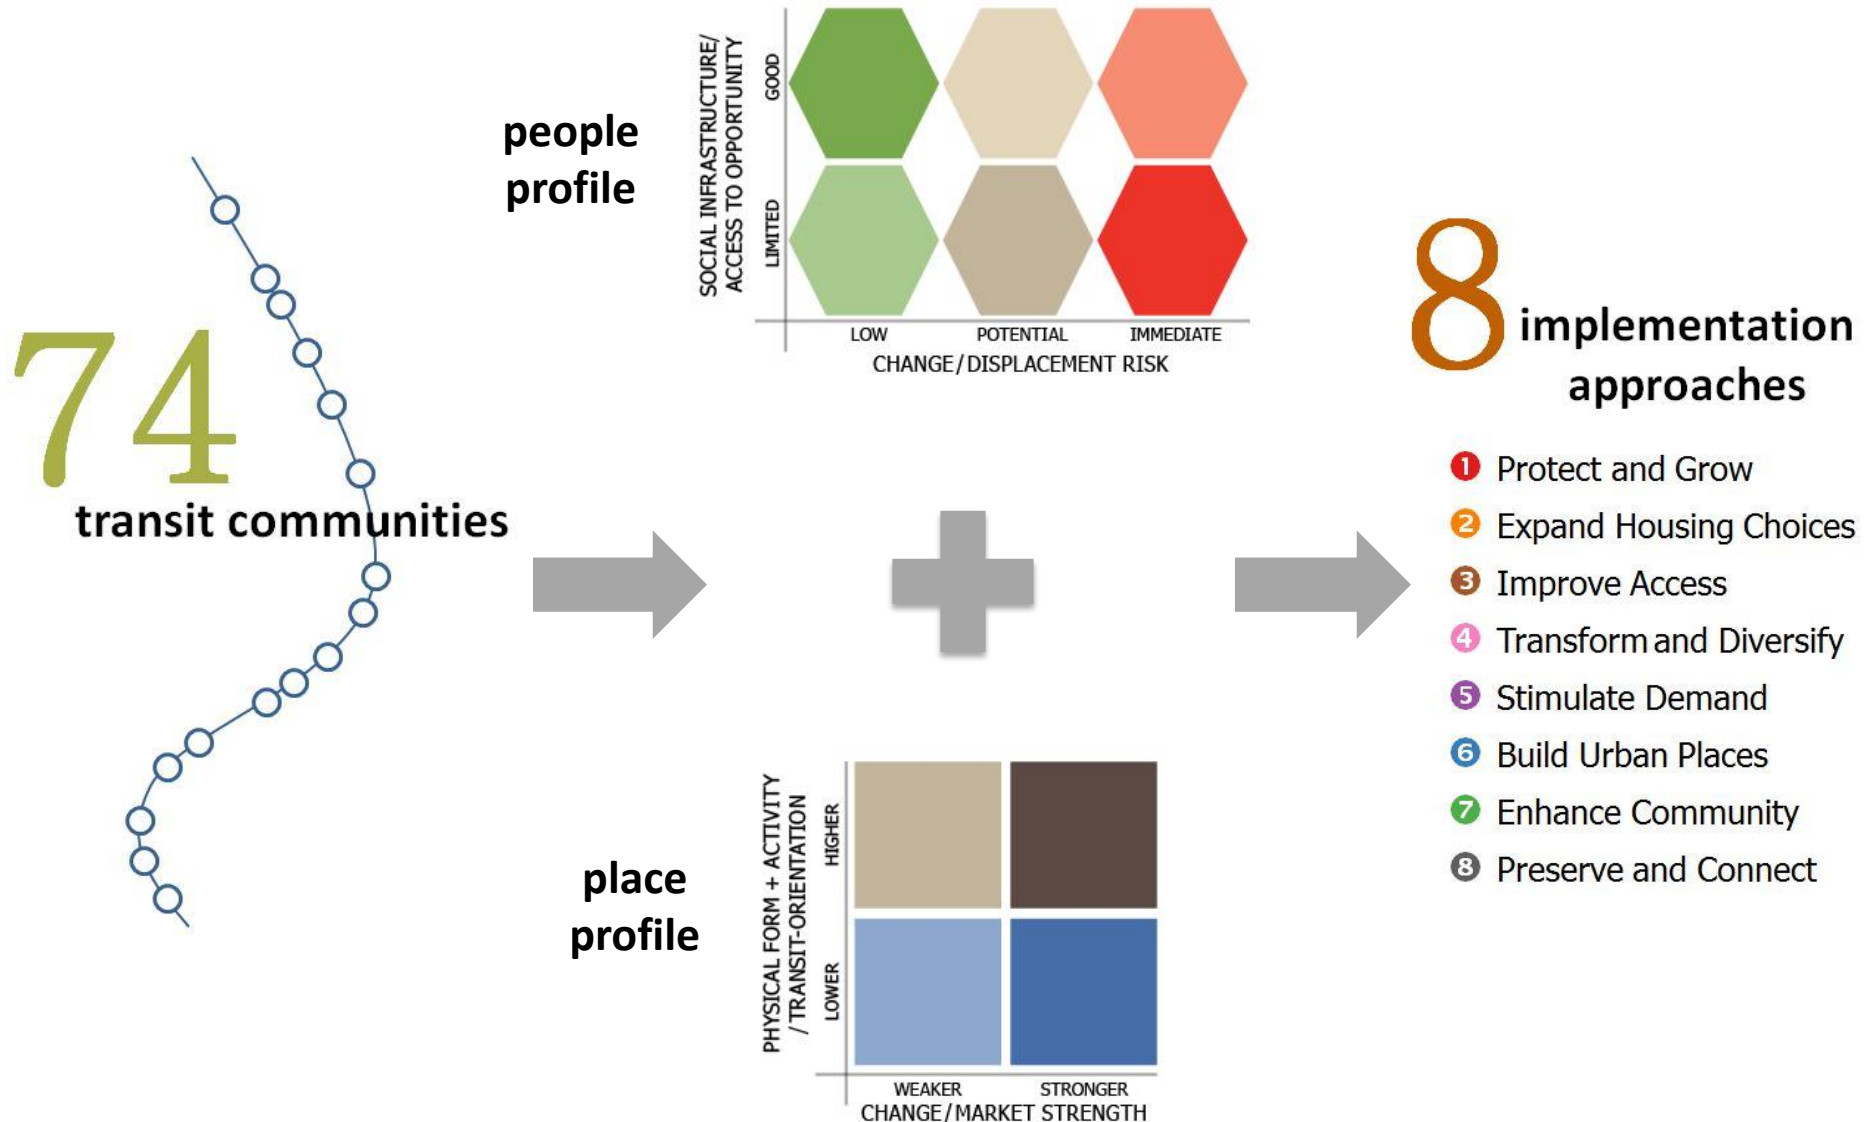 74
transit communities
people
profile
SOCIAL INFRASTRUCTURE/
ACCESS TO OPPORTUNITY
GOOD
LIMITED
LOW
POTENTIAL
IMMEDIATE
CHANGE/DISPLACEMENT RISK
place
profile
PHYSICAL FORM + ACTIVITY
/TRANSIT-ORIENTATION
HIGHER
LOWER
WEAKER
STRONGER
CHANGE/MARKET STRENGTH
8 implementation
approaches
1 Protect and Grow
2 Expand Housing Choices
3 Improve Access
4 Transform and Diversify
5 Stimulate Demand
6 Build Urban Places
7 Enhance Community
8 Preserve and Connect